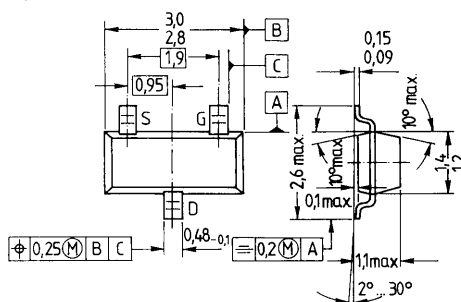 3,0
2,8
B
1,9
C
0,95
A
S
G
D
0,15
0,09
10° max.
2,6 max.
10° max.
1,4
1,2
0,1 max.
⌖ 0,25 Ⓜ B C
0,48 -0,1
⌯ 0,2 Ⓜ A
1,1 max
2°...30°